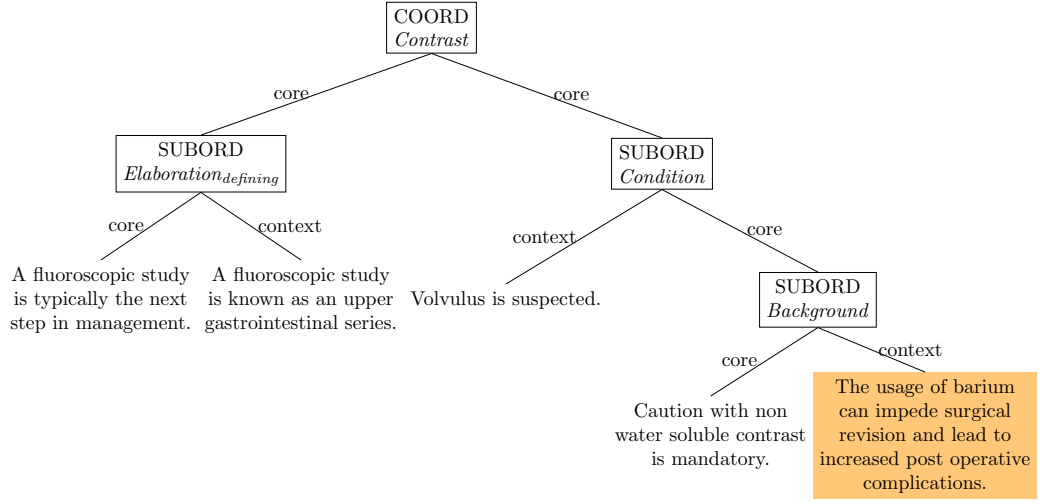 COORD
Contrast
core
core
SUBORD
Elaboration_defining
SUBORD
Condition
core
context
context
core
A fluoroscopic study
is typically the next
step in management.
A fluoroscopic study
is known as an upper
gastrointestinal series.
Volvulus is suspected.
SUBORD
Background
core
context
Caution with non
water soluble contrast
is mandatory.
The usage of barium
can impede surgical
revision and lead to
increased post operative
complications.